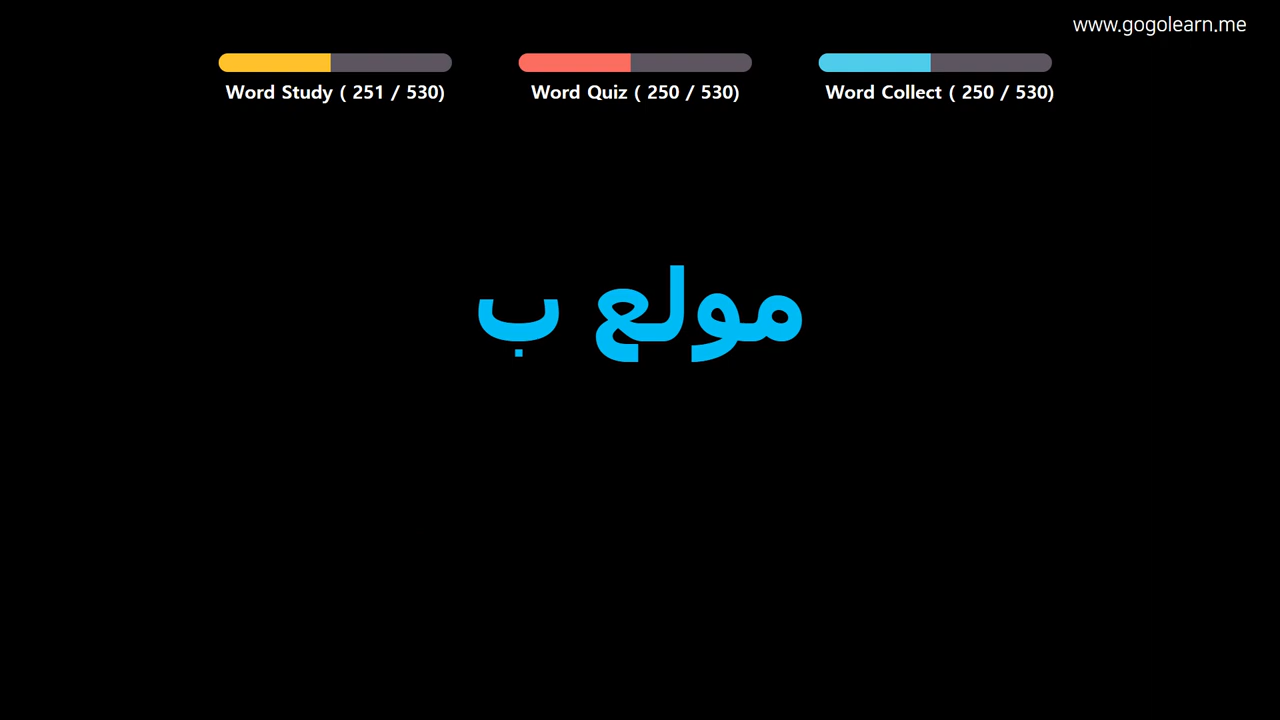 www.gogolearn.me
Word Study ( 251 / 530)
Word Quiz ( 250 / 530)
Word Collect ( 250 / 530)
مولع ب